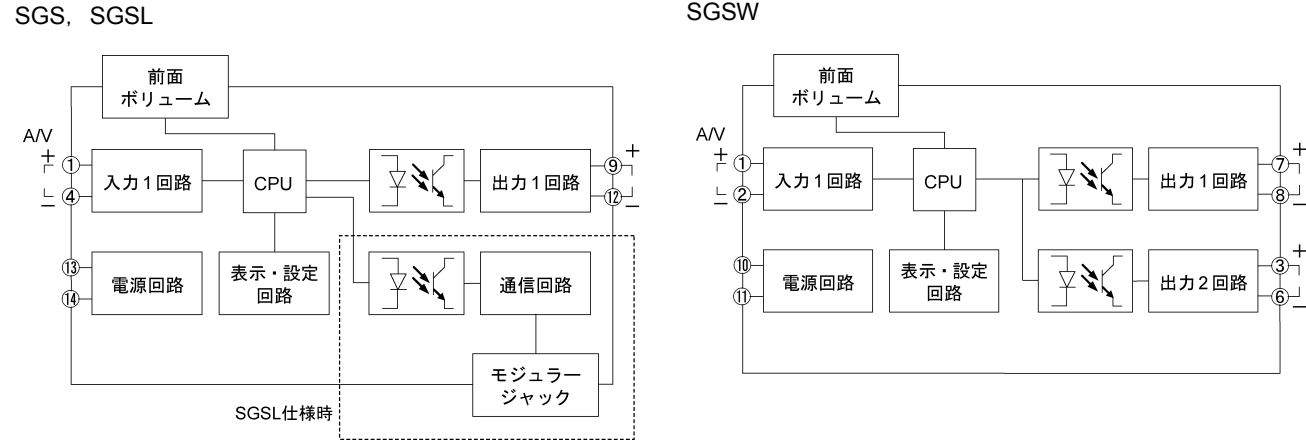 SGS, SGSL
前面
ボリューム
A/V
+
①
④
−
入力1回路
CPU
出力1回路
⑨
+
⑫
−
⑬
⑭
電源回路
表示・設定
回路
通信回路
モジュラー
ジャック
SGSL仕様時
SGSW
前面
ボリューム
A/V
+
①
②
−
入力1回路
CPU
出力1回路
⑦
+
⑧
−
⑩
⑪
電源回路
表示・設定
回路
出力2回路
③
+
⑥
−